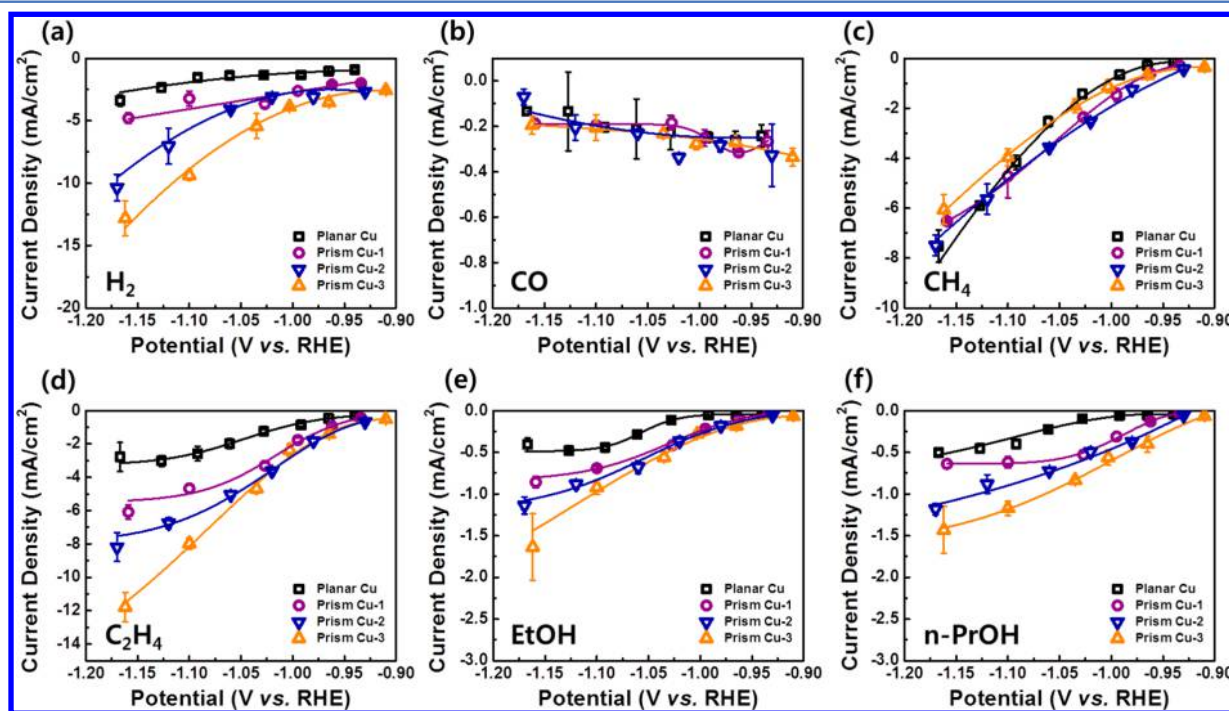 (a)
Current Density (mA/cm²)
0
-5
-10
-15
-20
Planar Cu
Prism Cu-1
Prism Cu-2
Prism Cu-3
H₂
-1.20 -1.15 -1.10 -1.05 -1.00 -0.95 -0.90
Potential (V vs. RHE)
(b)
Current Density (mA/cm²)
0.0
-0.2
-0.4
-0.6
-0.8
-1.0
Planar Cu
Prism Cu-1
Prism Cu-2
Prism Cu-3
CO
-1.20 -1.15 -1.10 -1.05 -1.00 -0.95 -0.90
Potential (V vs. RHE)
(c)
Current Density (mA/cm²)
0
-2
-4
-6
-8
-10
Planar Cu
Prism Cu-1
Prism Cu-2
Prism Cu-3
CH₄
-1.20 -1.15 -1.10 -1.05 -1.00 -0.95 -0.90
Potential (V vs. RHE)
(d)
Current Density (mA/cm²)
0
-2
-4
-6
-8
-10
-12
-14
Planar Cu
Prism Cu-1
Prism Cu-2
Prism Cu-3
C₂H₄
-1.20 -1.15 -1.10 -1.05 -1.00 -0.95 -0.90
Potential (V vs. RHE)
(e)
Current Density (mA/cm²)
0.0
-0.5
-1.0
-1.5
-2.0
-2.5
-3.0
Planar Cu
Prism Cu-1
Prism Cu-2
Prism Cu-3
EtOH
-1.20 -1.15 -1.10 -1.05 -1.00 -0.95 -0.90
Potential (V vs. RHE)
(f)
Current Density (mA/cm²)
0.0
-0.5
-1.0
-1.5
-2.0
-2.5
-3.0
Planar Cu
Prism Cu-1
Prism Cu-2
Prism Cu-3
n-PrOH
-1.20 -1.15 -1.10 -1.05 -1.00 -0.95 -0.90
Potential (V vs. RHE)